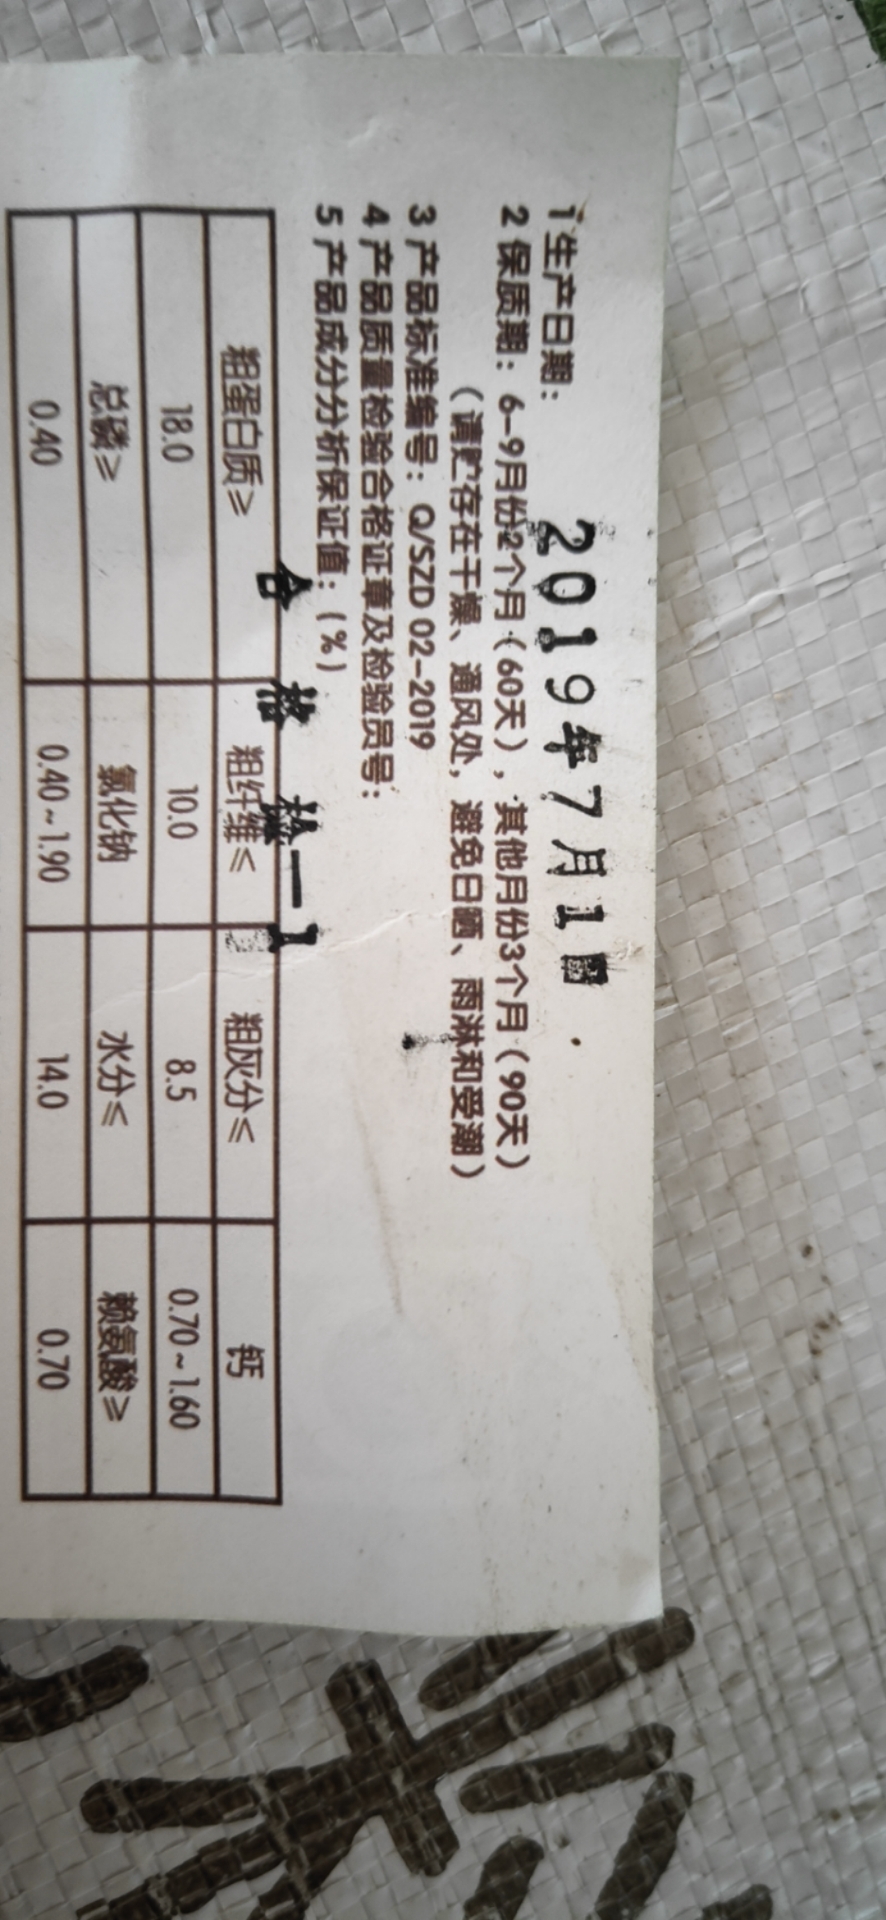 1 生产日期： 2019年7月1日
2 保质期：6-9月份2个月（60天），其他月份3个月（90天）
（请贮存在干燥、通风处，避免日晒、雨淋和受潮）
3 产品标准编号：Q/SZD 02-2019
4 产品质量检验合格证章及检验员号：
5 产品成分分析保证值：（%）
合格 一1
粗蛋白质≥ 粗纤维≤ 粗灰分≤ 钙
18.0 10.0 8.5 0.70~1.60
总磷≥ 氯化钠 水分≤ 赖氨酸≥
0.40 0.40~1.90 14.0 0.70